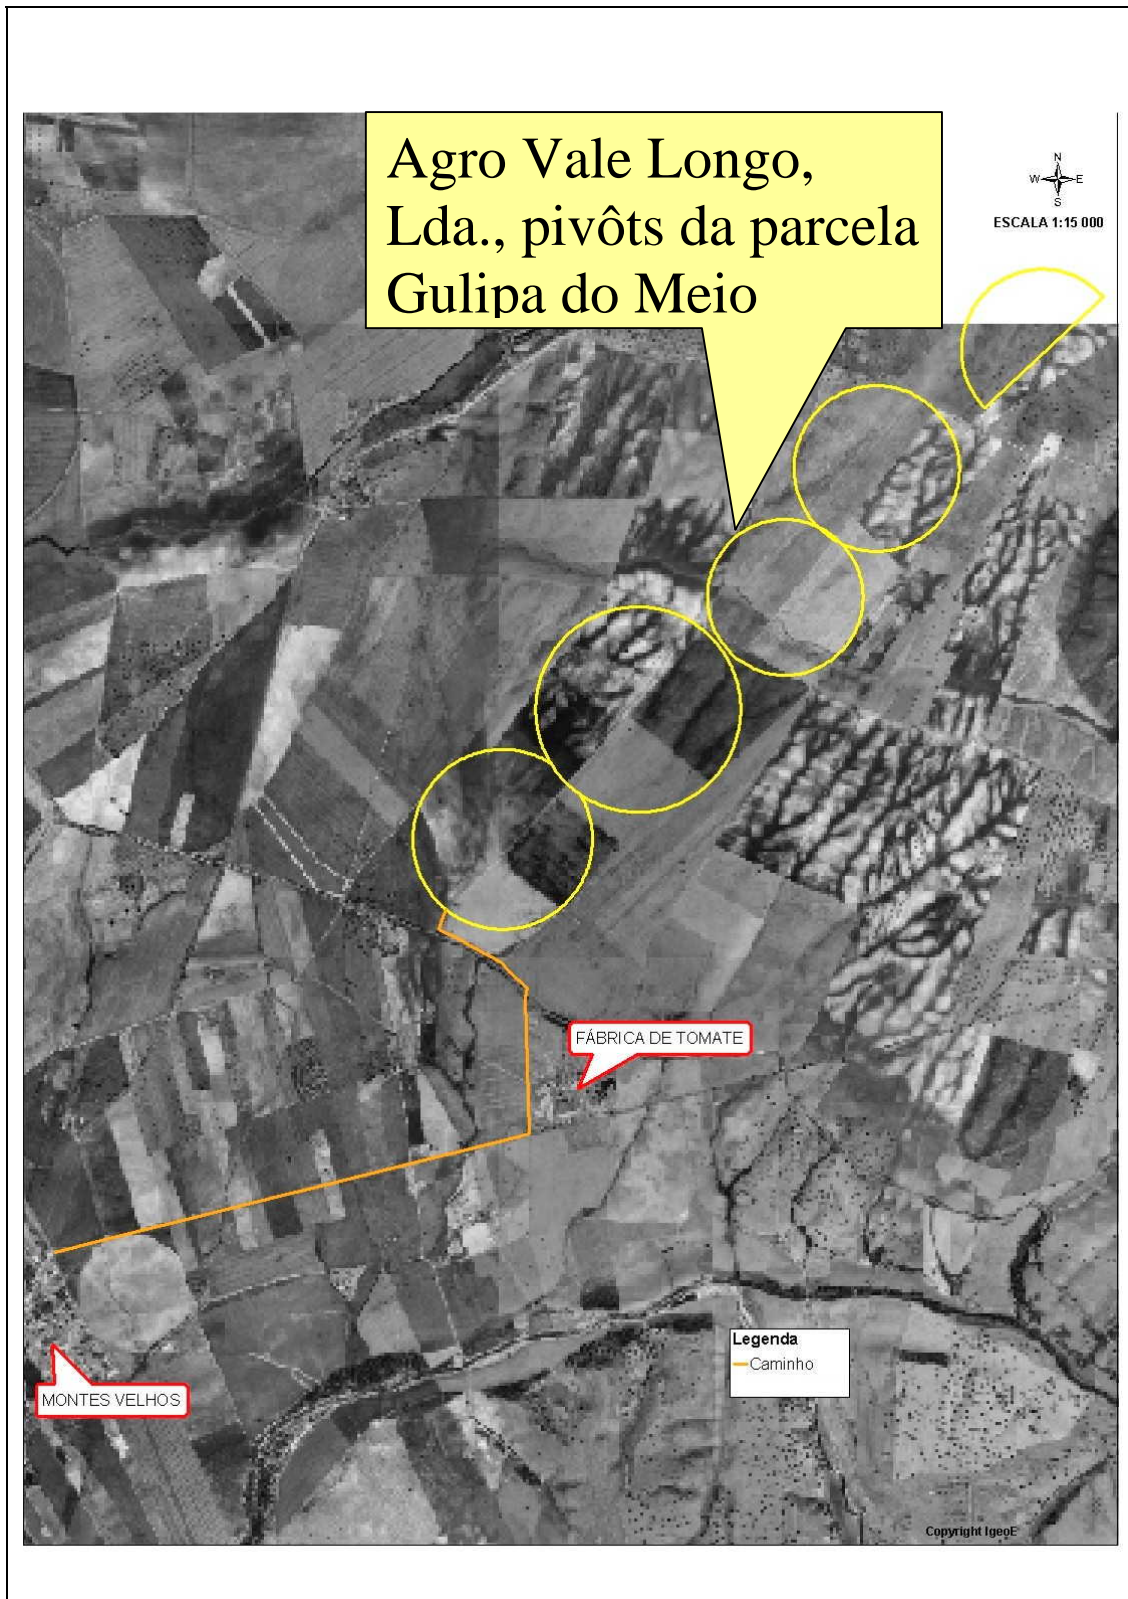 Agro Vale Longo,
Lda., pivôts da parcela
Gulipa do Meio
N
W E
S
ESCALA 1:15 000
FÁBRICA DE TOMATE
Legenda
Caminho
MONTES VELHOS
Copyright IgeoE